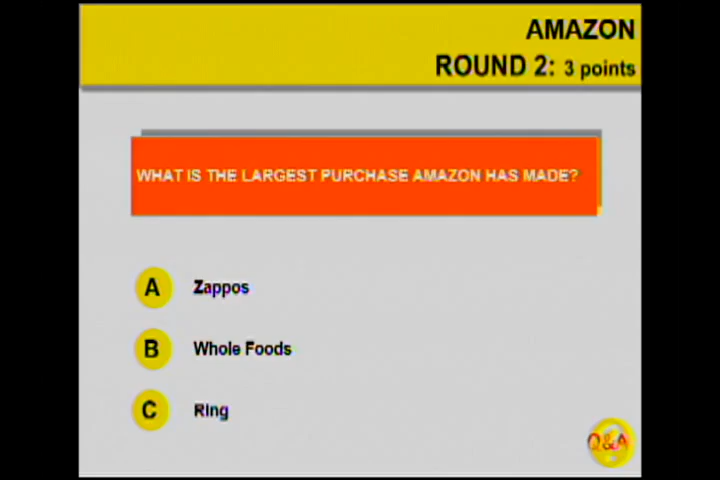 AMAZON
ROUND 2: 3 points
WHAT IS THE LARGEST PURCHASE AMAZON HAS MADE?
A Zappos
B Whole Foods
C Ring
Q&A